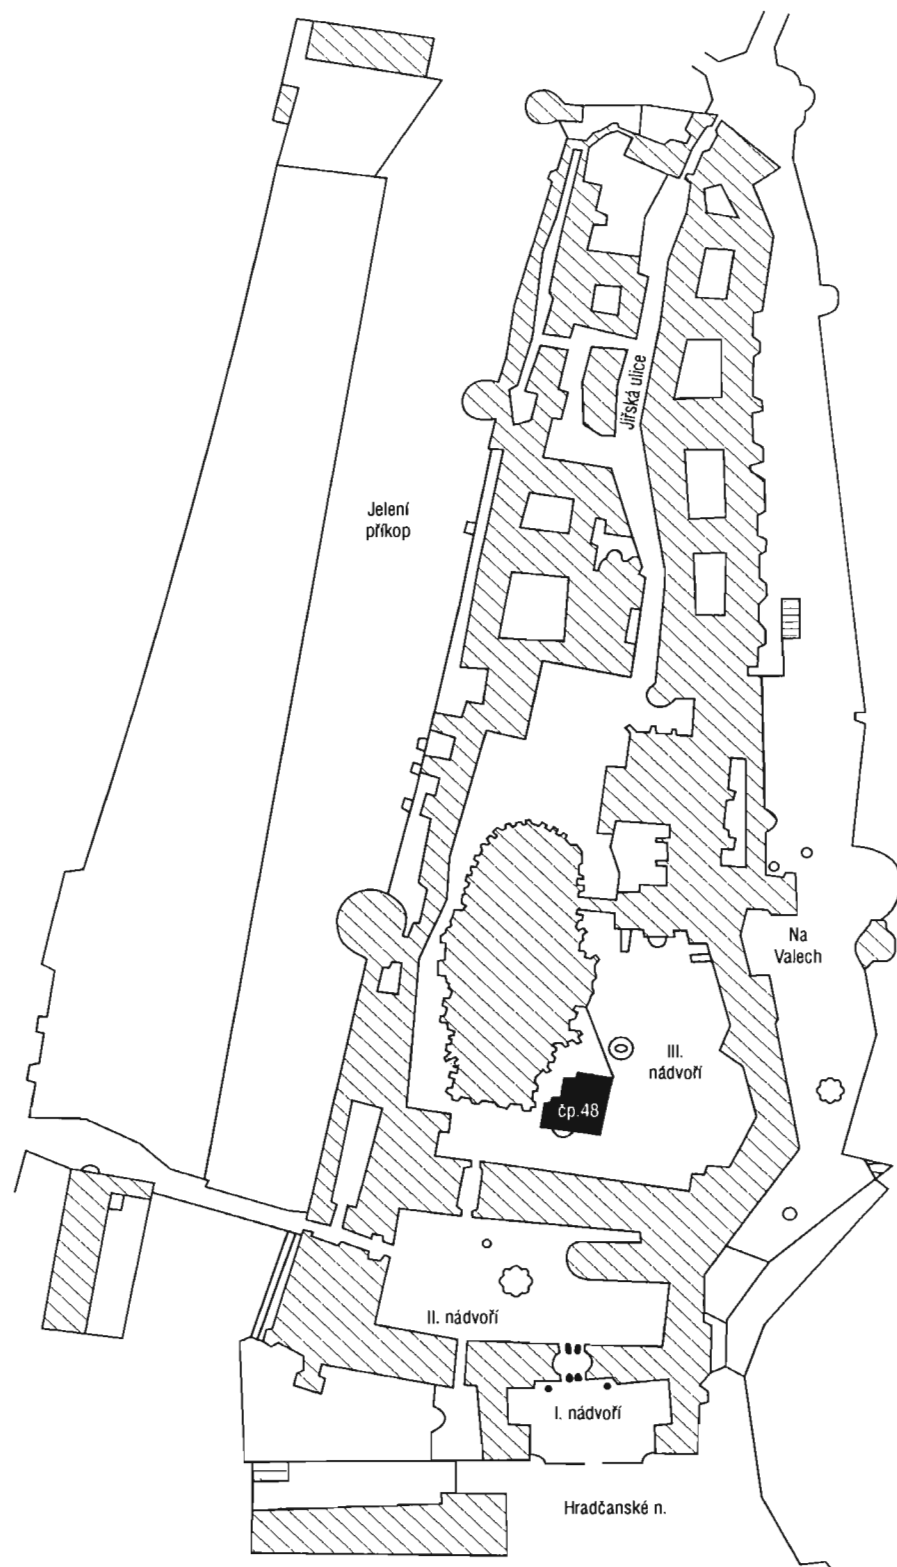 Jiřská ulice
Jelení
příkop
Na
Valech
III.
nádvoří
čp.48
II. nádvoří
I. nádvoří
Hradčanské n.